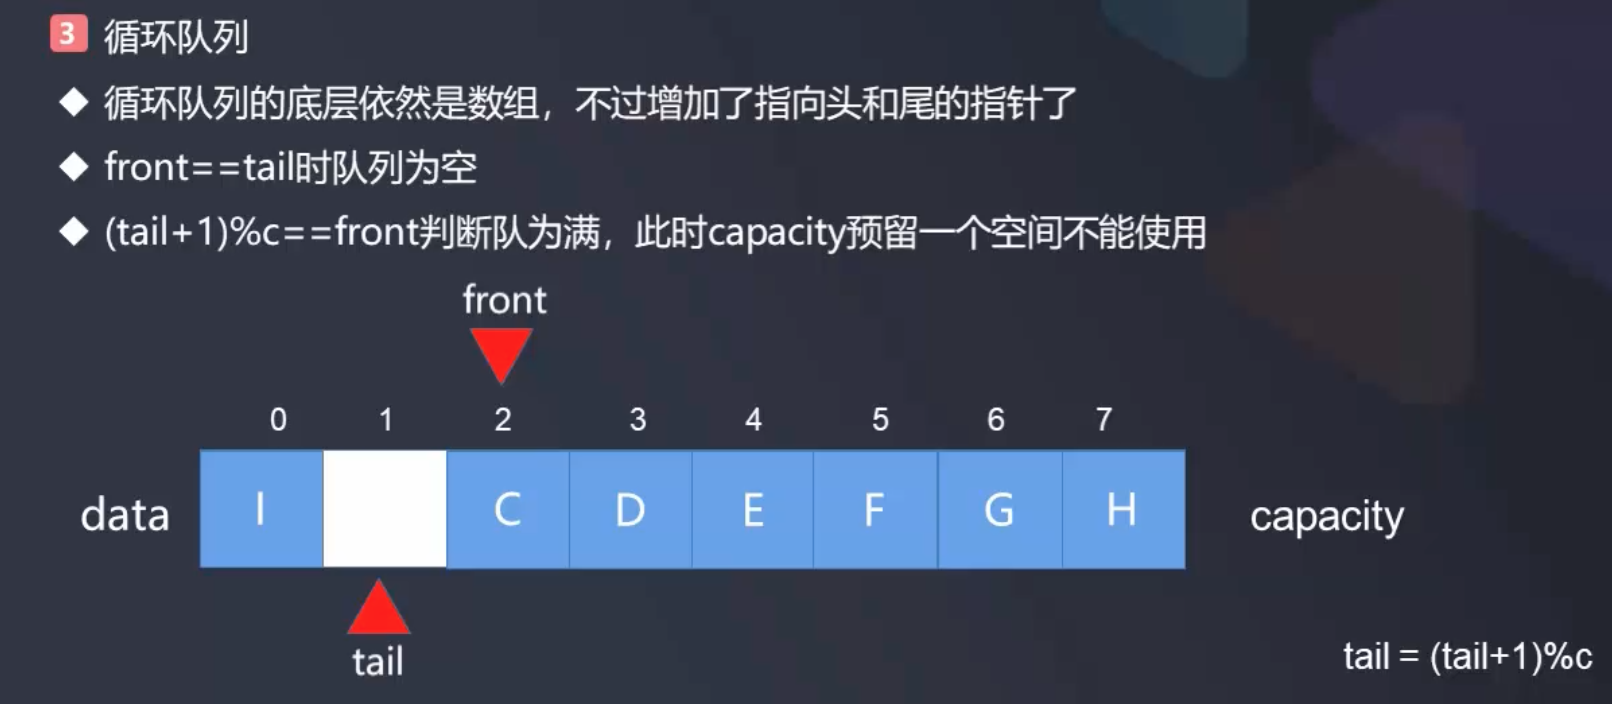 3 循环队列
◆ 循环队列的底层依然是数组，不过增加了指向头和尾的指针了
◆ front==tail时队列为空
◆ (tail+1)%c==front判断队为满，此时capacity预留一个空间不能使用
front
0 1 2 3 4 5 6 7
data I C D E F G H capacity
tail
tail = (tail+1)%c